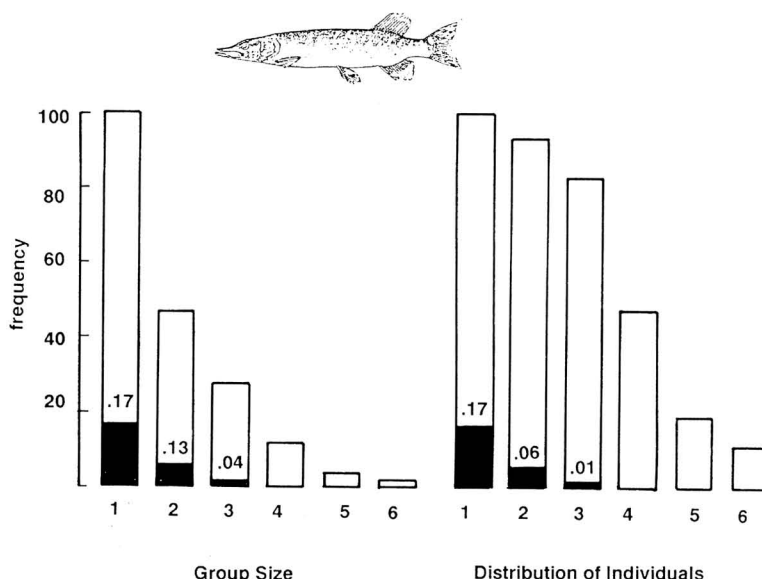 frequency
100
80
60
40
20
.17
.13
.04
1 2 3 4 5 6
Group Size
.17
.06
.01
1 2 3 4 5 6
Distribution of Individuals